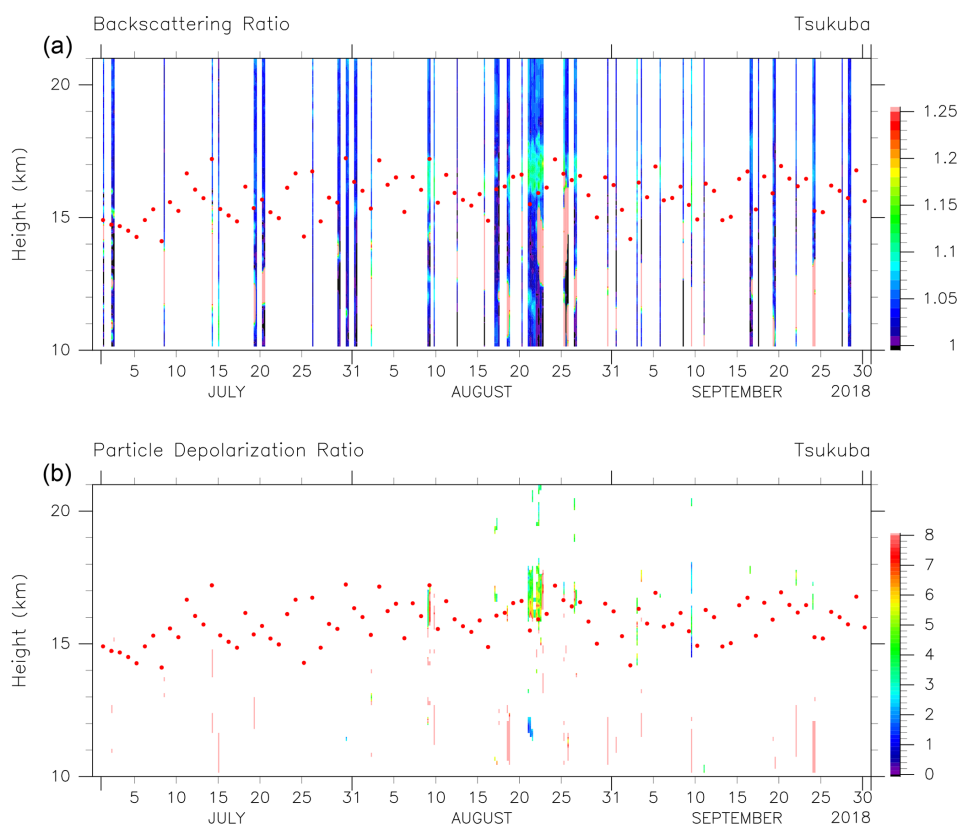 Backscattering Ratio Tsukuba
(a)
20
15
10
Height (km)
5 10 15 20 25 31 5 10 15 20 25 31 5 10 15 20 25 30
JULY AUGUST SEPTEMBER 2018
1.25
1.2
1.15
1.1
1.05
1
Particle Depolarization Ratio Tsukuba
(b)
20
15
10
Height (km)
5 10 15 20 25 31 5 10 15 20 25 31 5 10 15 20 25 30
JULY AUGUST SEPTEMBER 2018
8
7
6
5
4
3
2
1
0